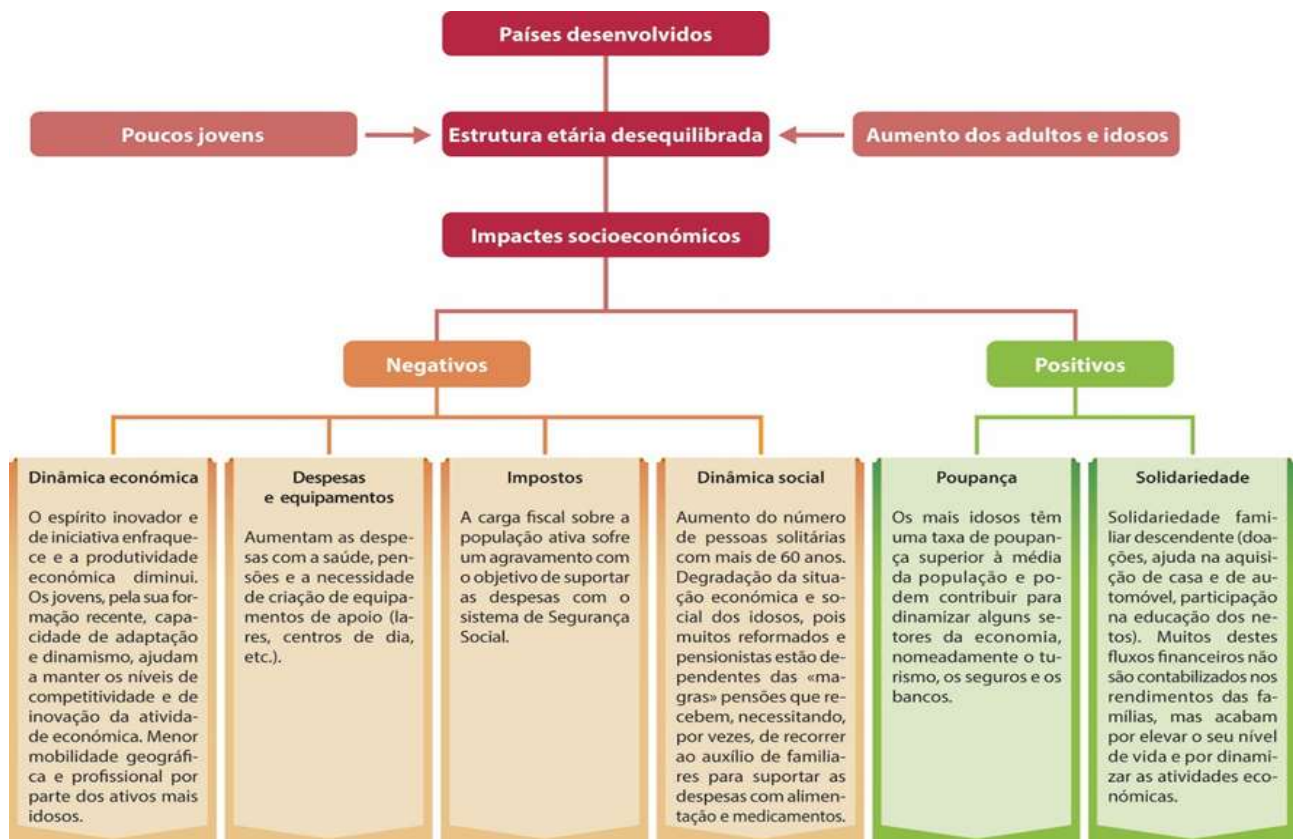 Países desenvolvidos
Poucos jovens
Estrutura etária desequilibrada
Aumento dos adultos e idosos
Impactes socioeconómicos
Negativos
Positivos
Dinâmica económica
O espírito inovador e
de iniciativa enfraque-
ce e a produtividade
económica diminui.
Os jovens, pela sua for-
mação recente, capa-
cidade de adaptação
e dinamismo, ajudam
a manter os níveis de
competitividade e de
inovação da ativida-
de económica. Menor
mobilidade geográfi-
ca e profissional por
parte dos ativos mais
idosos.
Despesas
e equipamentos
Aumentam as despe-
sas com a saúde, pen-
sões e a necessidade
de criação de equipa-
mentos de apoio (la-
res, centros de dia,
etc.).
Impostos
A carga fiscal sobre a
população ativa sofre
um agravamento com
o objetivo de suportar
as despesas com o
sistema de Segurança
Social.
Dinâmica social
Aumento do número
de pessoas solitárias
com mais de 60 anos.
Degradação da situa-
ção económica e so-
cial dos idosos, pois
muitos reformados e
pensionistas estão de-
pendentes das «ma-
gras» pensões que re-
cebem, necessitando,
por vezes, de recorrer
ao auxílio de familia-
res para suportar as
despesas com alimen-
tação e medicamentos.
Poupança
Os mais idosos têm
uma taxa de poupan-
ça superior à média
da população e po-
dem contribuir para
dinamizar alguns se-
tores da economia,
nomeadamente o tu-
rismo, os seguros e os
bancos.
Solidariedade
Solidariedade fami-
liar descendente (doa-
ções, ajuda na aquisi-
ção de casa e de au-
tomóvel, participação
na educação dos ne-
tos). Muitos destes
fluxos financeiros não
são contabilizados nos
rendimentos das fa-
mílias, mas acabam
por elevar o seu nível
de vida e por dinami-
zar as atividades eco-
nómicas.